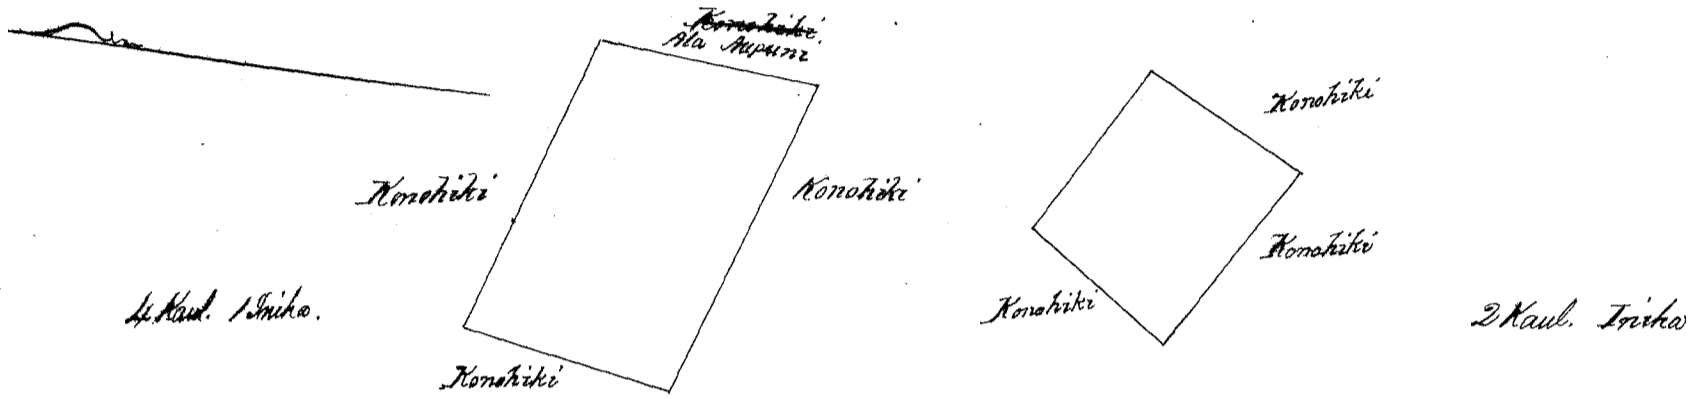 Konohiki.
Ala Aupuni
Konohiki
Konohiki
4 Kaul. 1 Iniha.
Konohiki
Konohiki
Konohiki
Konohiki
2 Kaul. Iniha